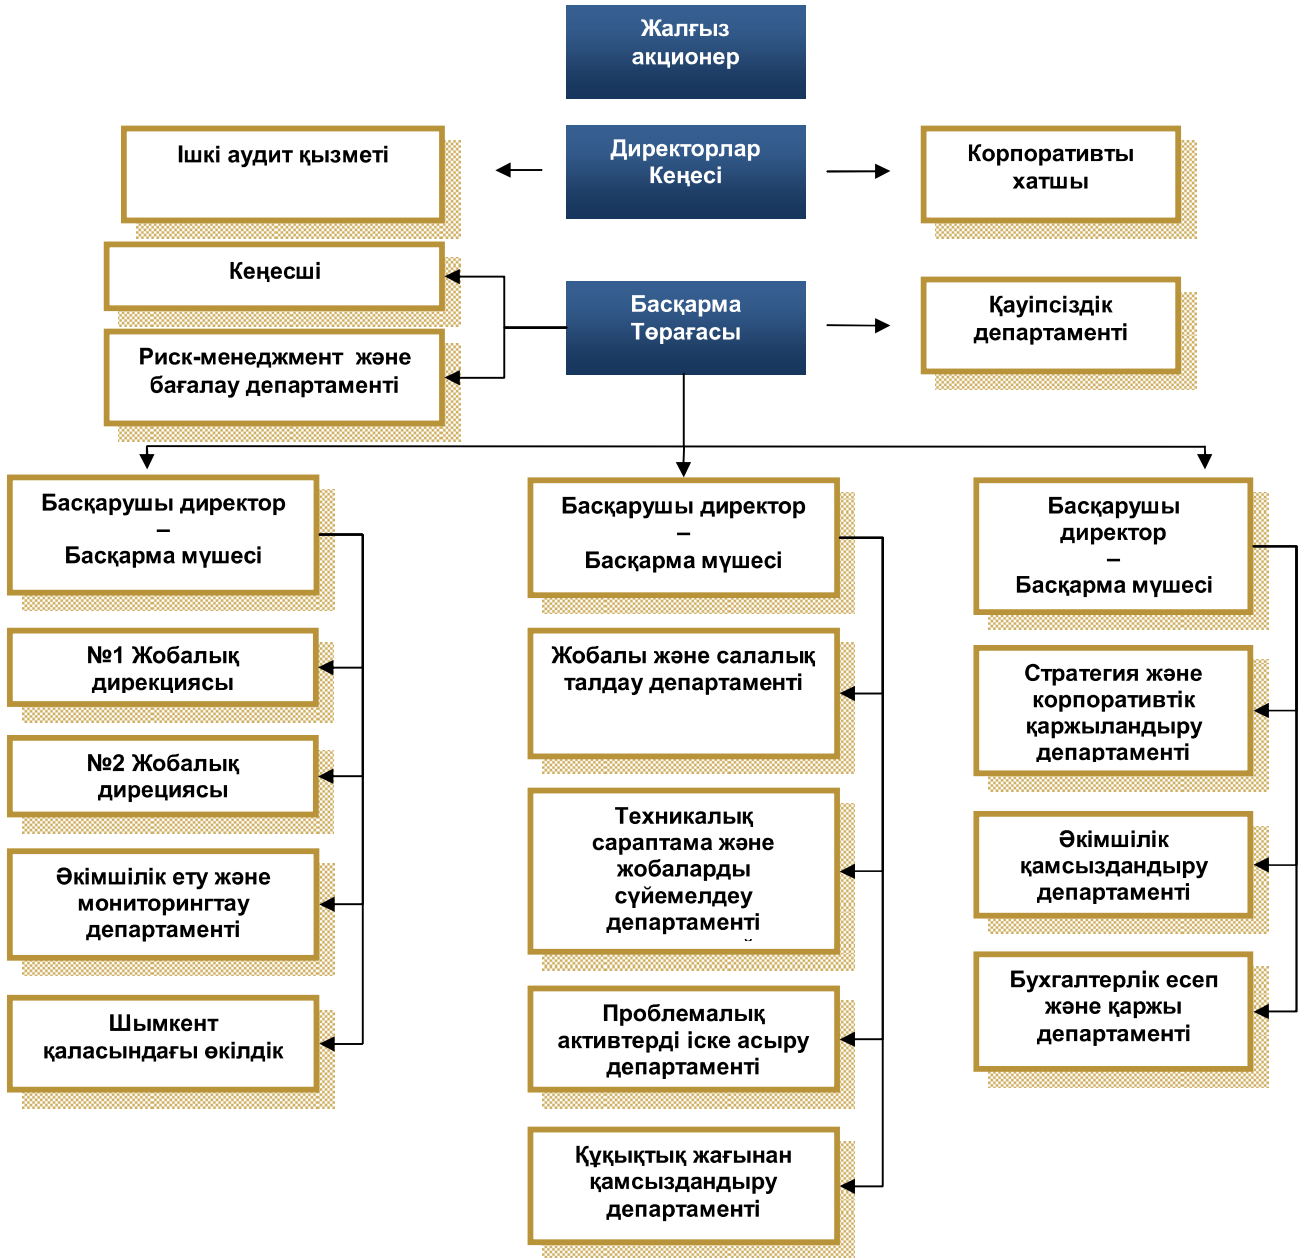 Жалғыз
акционер
Ішкі аудит қызметі
Директорлар
Кеңесі
Корпоративты
хатшы
Кеңесші
Басқарма
Төрағасы
Қауіпсіздік
департаменті
Риск-менеджмент және
бағалау департаменті
Басқарушы директор
–
Басқарма мүшесі
№1 Жобалық
дирекциясы
№2 Жобалық
дирециясы
Әкімшілік ету және
мониторингтау
департаменті
Шымкент
қаласындағы өкілдік
Басқарушы директор
–
Басқарма мүшесі
Жобалы және салалық
талдау департаменті
Техникалық
сараптама және
жобаларды
сүйемелдеу
департаменті
Проблемалық
активтерді іске асыру
департаменті
Құқықтық жағынан
қамсыздандыру
департаменті
Басқарушы
директор
–
Басқарма мүшесі
Стратегия және
корпоративтік
қаржыландыру
департаменті
Әкімшілік
қамсыздандыру
департаменті
Бухгалтерлік есеп
және қаржы
департаменті